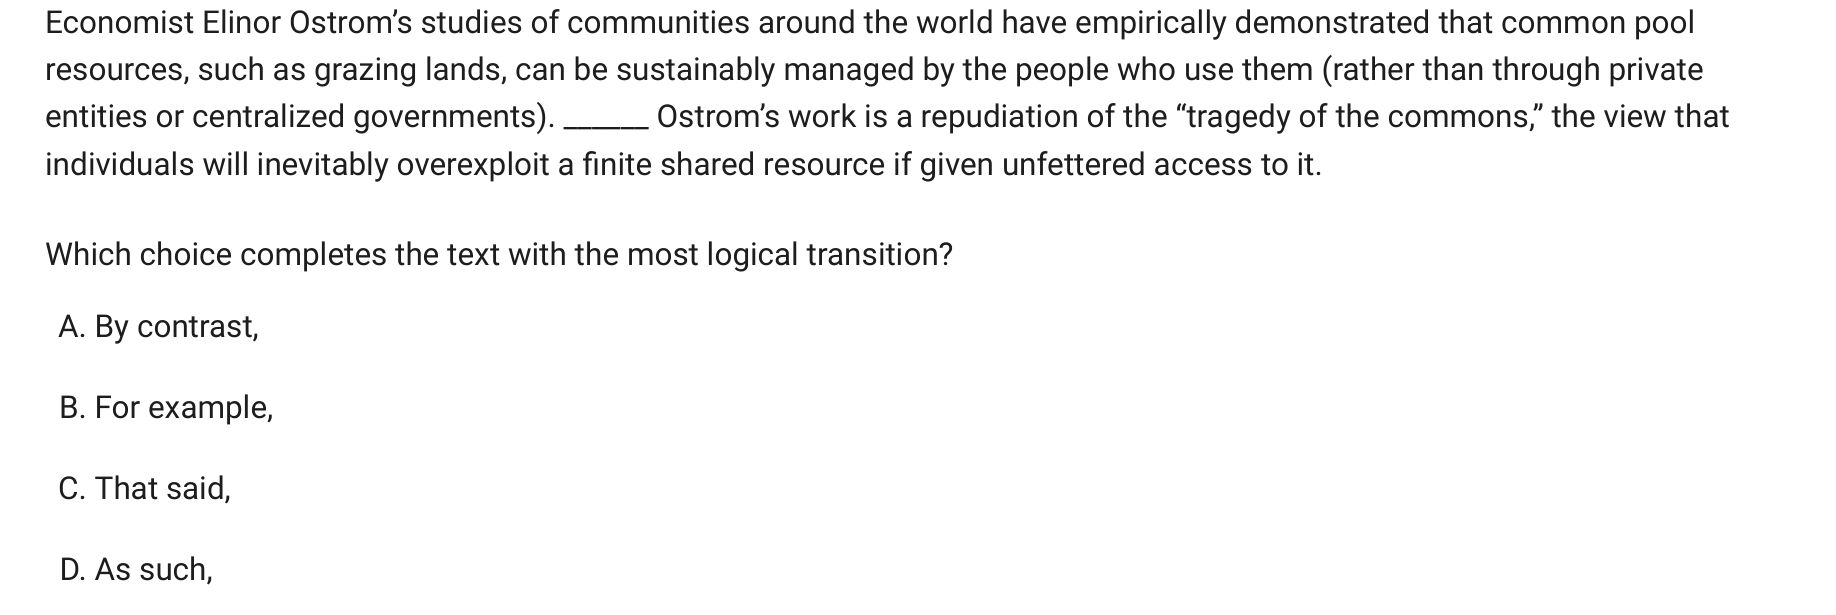 Economist Elinor Ostrom’s studies of communities around the world have empirically demonstrated that common pool
resources, such as grazing lands, can be sustainably managed by the people who use them (rather than through private
entities or centralized governments). ______ Ostrom’s work is a repudiation of the “tragedy of the commons,” the view that
individuals will inevitably overexploit a finite shared resource if given unfettered access to it.
Which choice completes the text with the most logical transition?
A. By contrast,
B. For example,
C. That said,
D. As such,